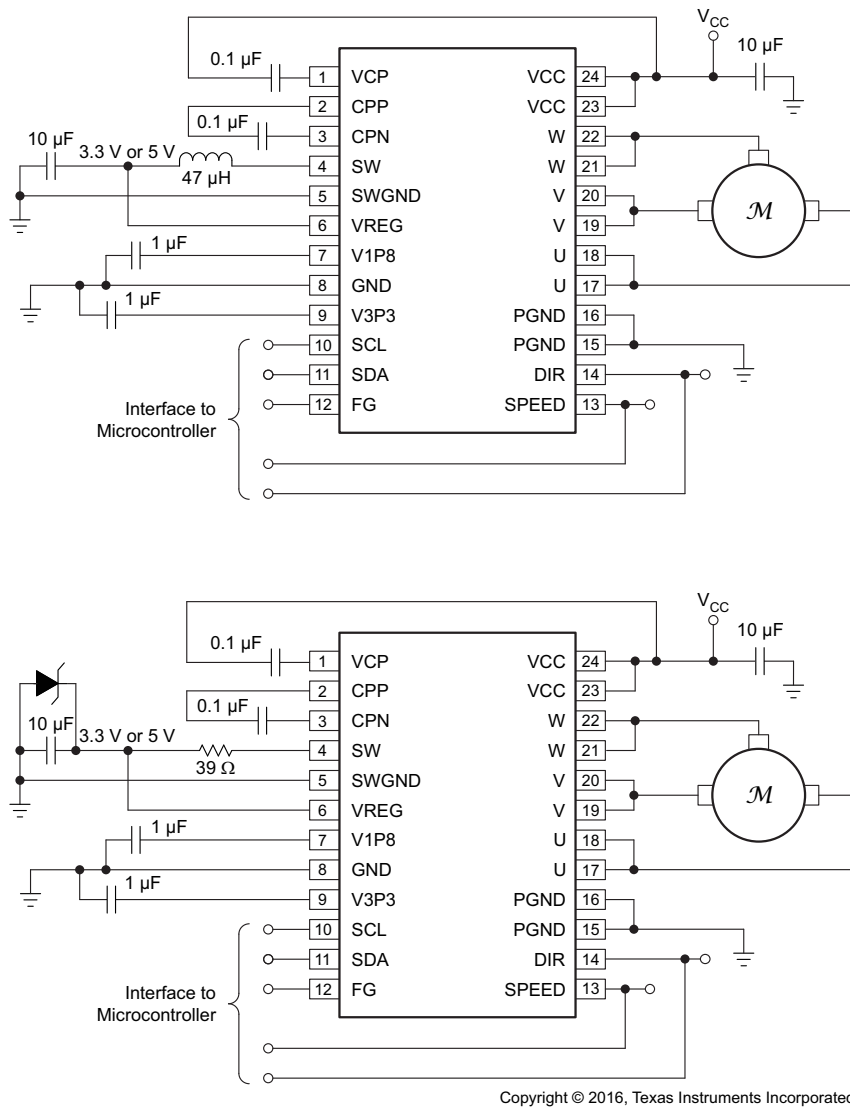 V_CC
0.1 µF
10 µF
1 VCP VCC 24
2 CPP VCC 23
0.1 µF
3 CPN W 22
10 µF
3.3 V or 5 V
47 µH
4 SW W 21
5 SWGND V 20
M
6 VREG V 19
1 µF
7 V1P8 U 18
8 GND U 17
1 µF
9 V3P3 PGND 16
10 SCL PGND 15
11 SDA DIR 14
12 FG SPEED 13
Interface to
Microcontroller
V_CC
0.1 µF
10 µF
1 VCP VCC 24
2 CPP VCC 23
0.1 µF
3 CPN W 22
10 µF
3.3 V or 5 V
39 Ω
4 SW W 21
5 SWGND V 20
M
6 VREG V 19
1 µF
7 V1P8 U 18
8 GND U 17
1 µF
9 V3P3 PGND 16
10 SCL PGND 15
11 SDA DIR 14
12 FG SPEED 13
Interface to
Microcontroller
Copyright © 2016, Texas Instruments Incorporated